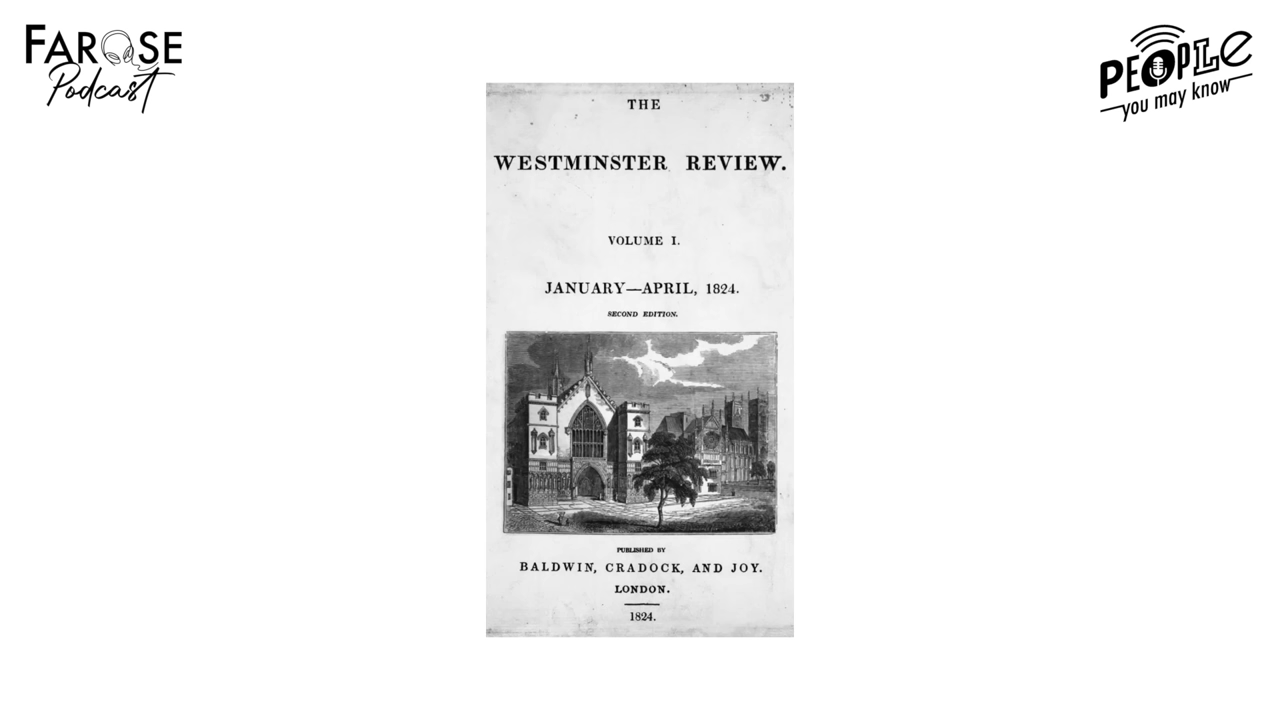 FAROSE
Podcast
PEOPLE
you may know
THE
WESTMINSTER REVIEW.
VOLUME I.
JANUARY—APRIL, 1824.
SECOND EDITION.
PUBLISHED BY
BALDWIN, CRADOCK, AND JOY.
LONDON.
1824.